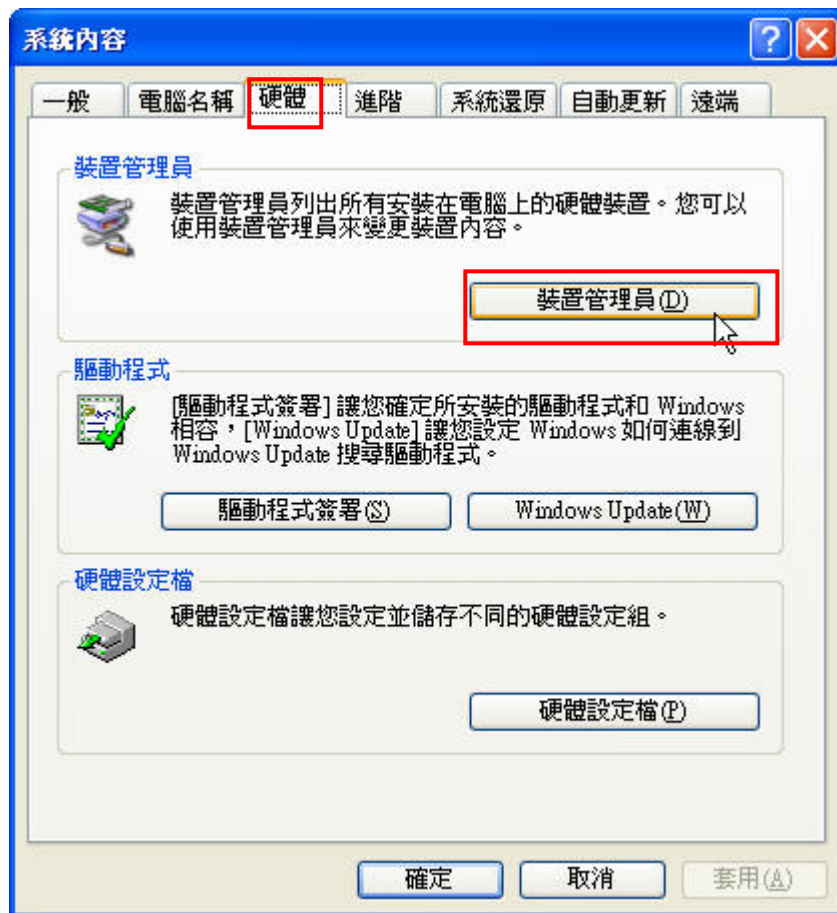 系統內容
一般 電腦名稱 硬體 進階 系統還原 自動更新 遠端
裝置管理員
裝置管理員列出所有安裝在電腦上的硬體裝置。您可以
使用裝置管理員來變更裝置內容。
裝置管理員(D)
驅動程式
[驅動程式簽署] 讓您確定所安裝的驅動程式和 Windows
相容，[Windows Update] 讓您設定 Windows 如何連線到
Windows Update 搜尋驅動程式。
驅動程式簽署(S) Windows Update(W)
硬體設定檔
硬體設定檔讓您設定並儲存不同的硬體設定組。
硬體設定檔(P)
確定 取消 套用(A)